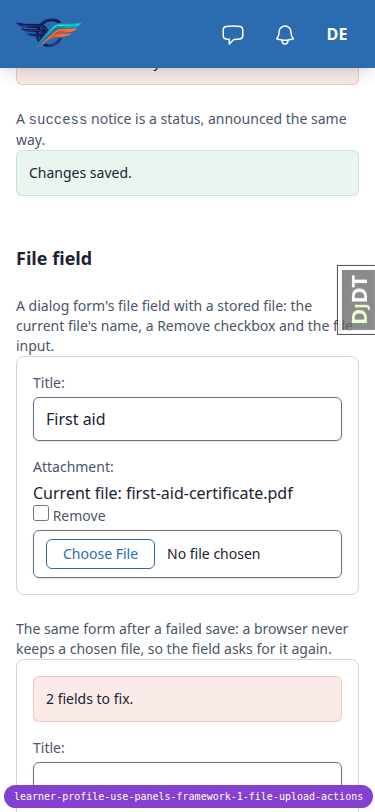 DE
A success notice is a status, announced the same
way.
Changes saved.
File field
DJDT
A dialog form's file field with a stored file: the
current file's name, a Remove checkbox and the file
input.
Title:
First aid
Attachment:
Current file: first-aid-certificate.pdf
Remove
Choose File No file chosen
The same form after a failed save: a browser never
keeps a chosen file, so the field asks for it again.
2 fields to fix.
Title:
learner-profile-use-panels-framework-1-file-upload-actions